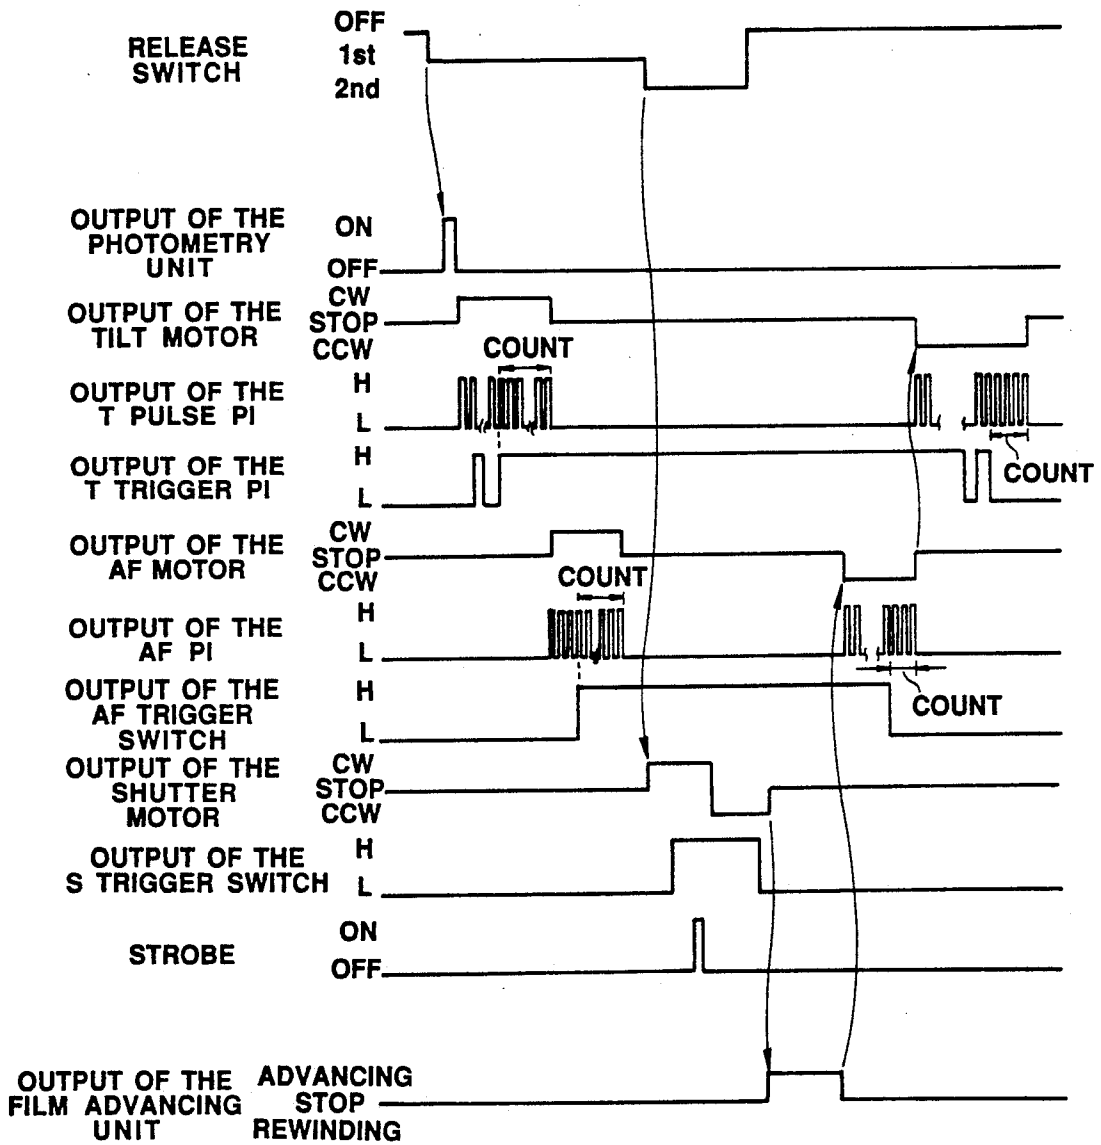 RELEASE
SWITCH
OFF
1st
2nd
OUTPUT OF THE
PHOTOMETRY
UNIT
ON
OFF
OUTPUT OF THE
TILT MOTOR
CW
STOP
CCW
COUNT
OUTPUT OF THE
T PULSE PI
H
L
OUTPUT OF THE
T TRIGGER PI
H
L
COUNT
OUTPUT OF THE
AF MOTOR
CW
STOP
CCW
COUNT
OUTPUT OF THE
AF PI
H
L
OUTPUT OF THE
AF TRIGGER
SWITCH
H
L
COUNT
OUTPUT OF THE
SHUTTER
MOTOR
CW
STOP
CCW
OUTPUT OF THE
S TRIGGER SWITCH
H
L
STROBE
ON
OFF
OUTPUT OF THE
FILM ADVANCING
UNIT
ADVANCING
STOP
REWINDING